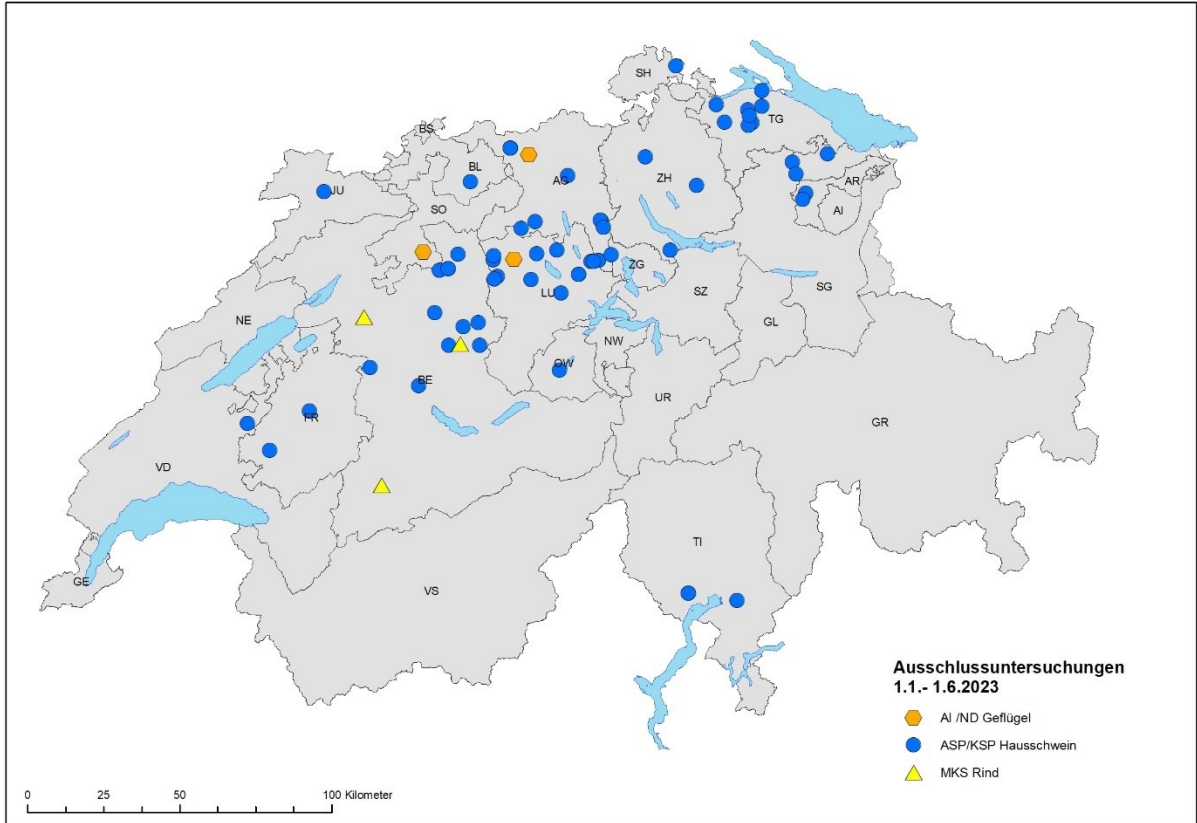 SH
TG
BS
BL
AG
ZH
JU
AR
AI
SO
ZG
LU
SZ
SG
NE
GL
NW
OW
BE
UR
GR
FR
VD
TI
GE
VS
Ausschlussuntersuchungen
1.1.- 1.6.2023
AI /ND Geflügel
ASP/KSP Hausschwein
MKS Rind
0 25 50 100 Kilometer